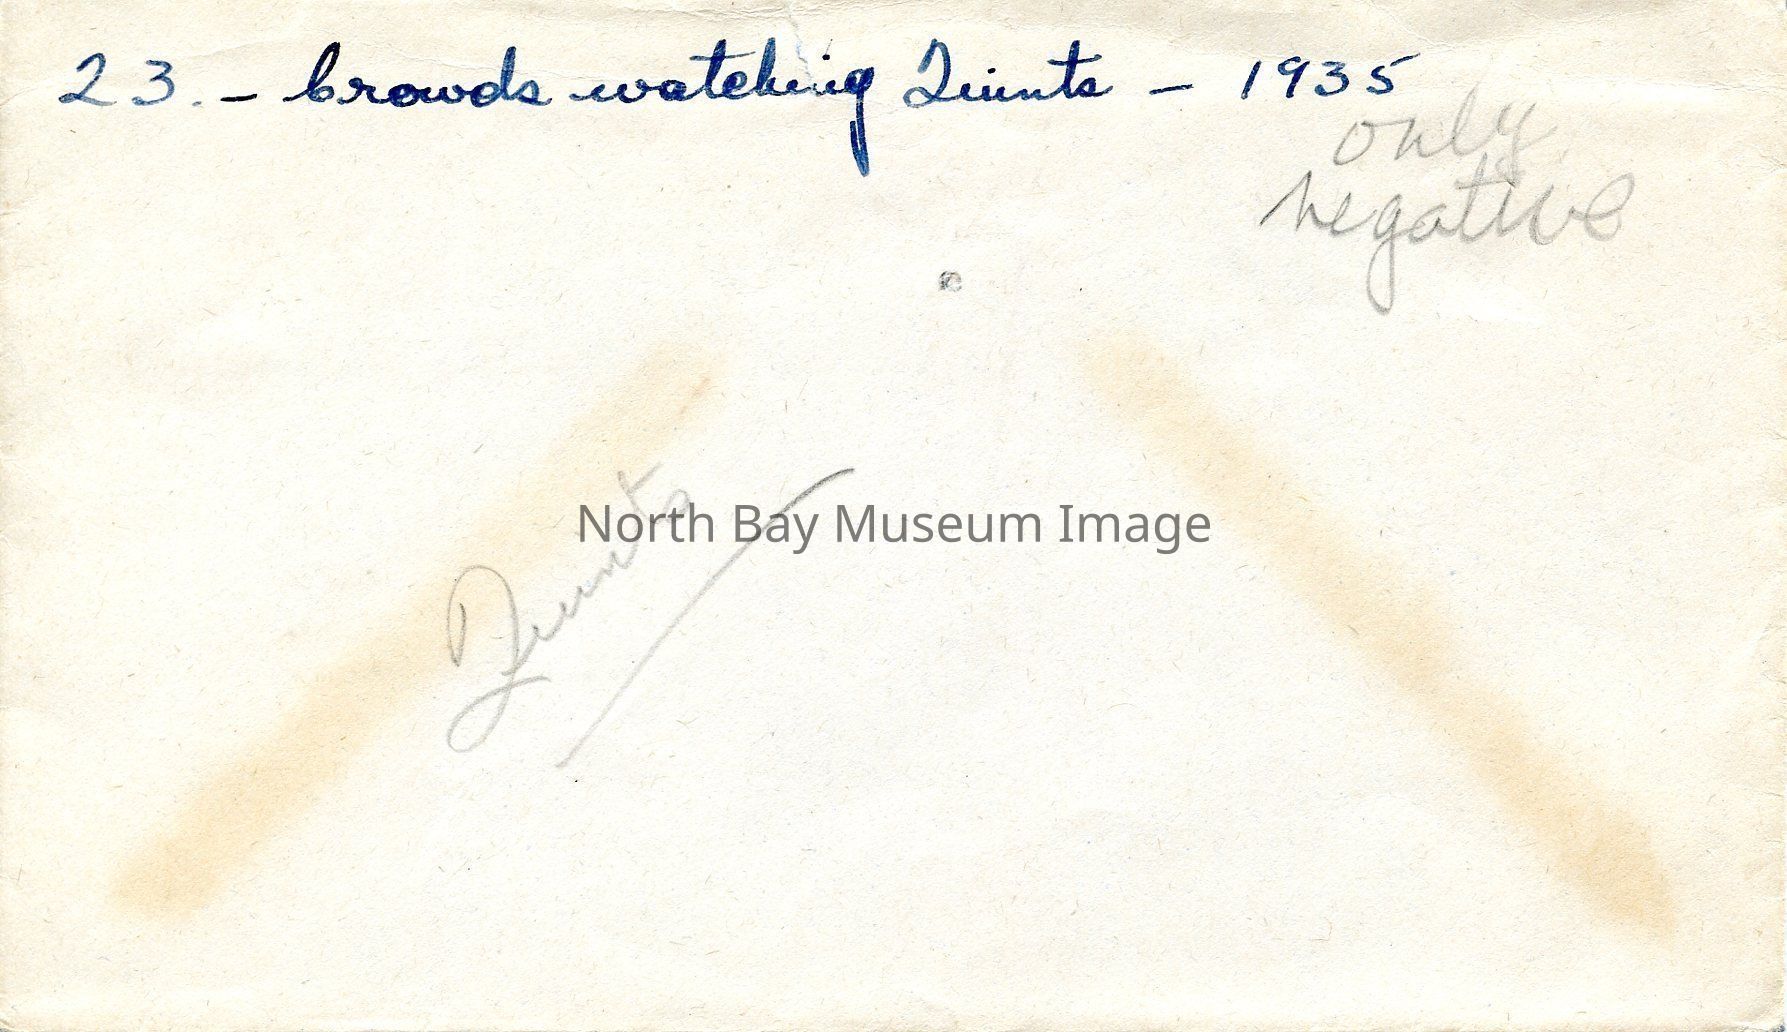 23. - Crowds watching Quints - 1935
only
negative
Quints
North Bay Museum Image